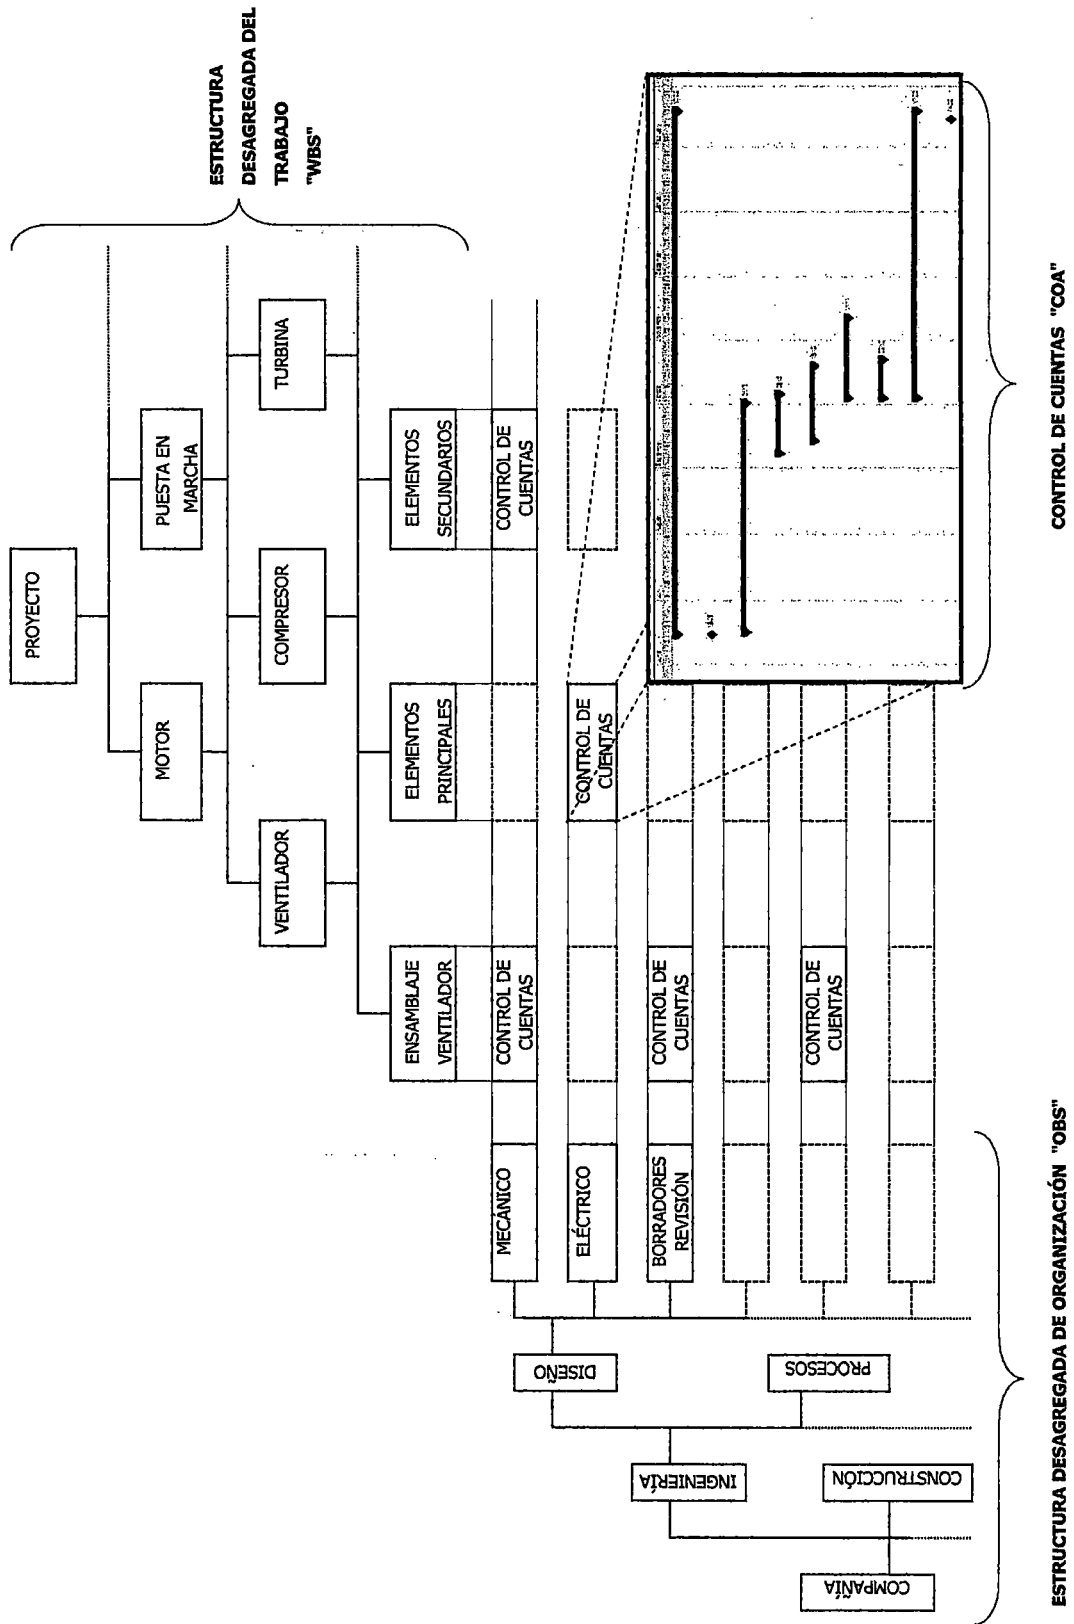 PROYECTO
MOTOR
PUESTA EN
MARCHA
VENTILADOR
COMPRESOR
TURBINA
ENSAMBLAJE
VENTILADOR
ELEMENTOS
PRINCIPALES
ELEMENTOS
SECUNDARIOS
ESTRUCTURA
DESAGREGADA DEL
TRABAJO
"WBS"
COMPAÑÍA
INGENIERÍA
CONSTRUCCIÓN
DISEÑO
PROCESOS
MECANICO
CONTROL DE
CUENTAS
CONTROL DE
CUENTAS
ELÉCTRICO
CONTROL DE
CUENTAS
BORRADORES
REVISIÓN
CONTROL DE
CUENTAS
CONTROL DE
CUENTAS
ESTRUCTURA DESAGREGADA DE ORGANIZACIÓN "OBS"
CONTROL DE CUENTAS "COA"